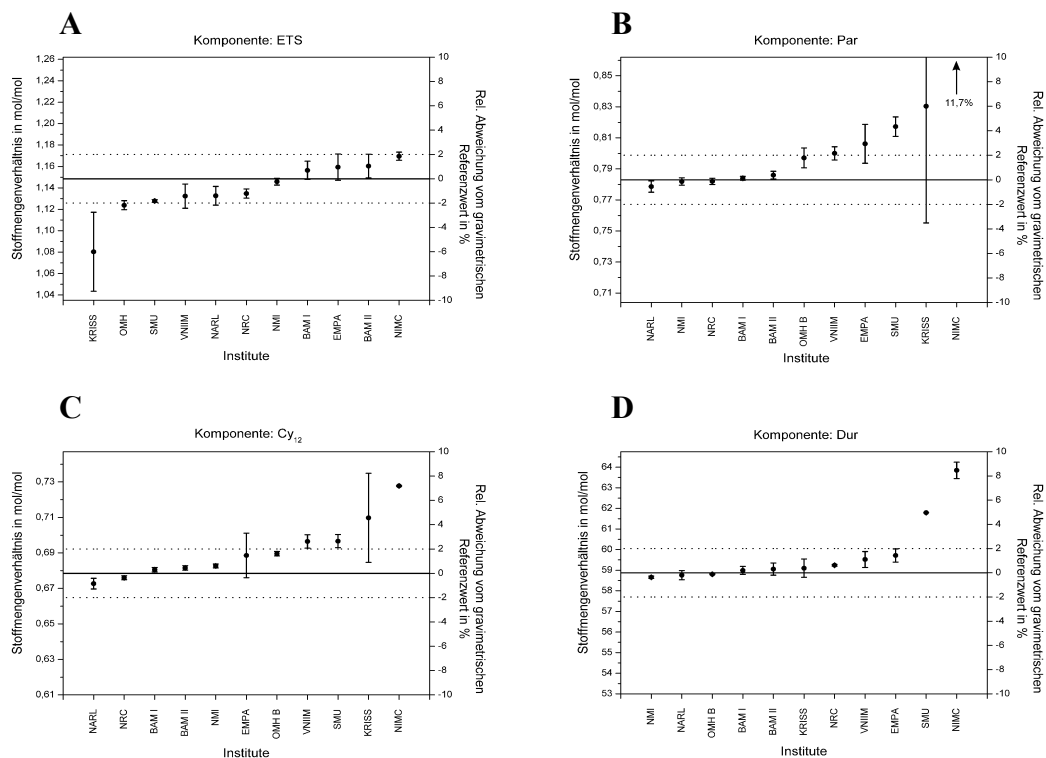 A
Komponente: ETS
Stoffmengenverhältnis in mol/mol
1,26
1,24
1,22
1,20
1,18
1,16
1,14
1,12
1,10
1,08
1,06
1,04
10
8
6
4
2
0
-2
-4
-6
-8
-10
Rel. Abweichung vom gravimetrischen
Referenzwert in %
KRISS
OMH
SMU
VNIIM
NARL
NRC
NMI
BAM I
EMPA
BAM II
NIMC
Institute
B
Komponente: Par
Stoffmengenverhältnis in mol/mol
0,85
0,83
0,81
0,79
0,77
0,75
0,73
0,71
11,7%
10
8
6
4
2
0
-2
-4
-6
-8
-10
Rel. Abweichung vom gravimetrischen
Referenzwert in %
NARL
NMI
NRC
BAM I
BAM II
OMH B
VNIIM
EMPA
SMU
KRISS
NIMC
Institute
C
Komponente: Cy12
Stoffmengenverhältnis in mol/mol
0,73
0,71
0,69
0,67
0,65
0,63
0,61
10
8
6
4
2
0
-2
-4
-6
-8
-10
Rel. Abweichung vom gravimetrischen
Referenzwert in %
NARL
NRC
BAM I
BAM II
NMI
EMPA
OMH B
VNIIM
SMU
KRISS
NIMC
Institute
D
Komponente: Dur
Stoffmengenverhältnis in mol/mol
64
63
62
61
60
59
58
57
56
55
54
53
10
8
6
4
2
0
-2
-4
-6
-8
-10
Rel. Abweichung vom gravimetrischen
Referenzwert in %
NMI
NARL
OMH B
BAM I
BAM II
KRISS
NRC
VNIIM
EMPA
SMU
NIMC
Institute